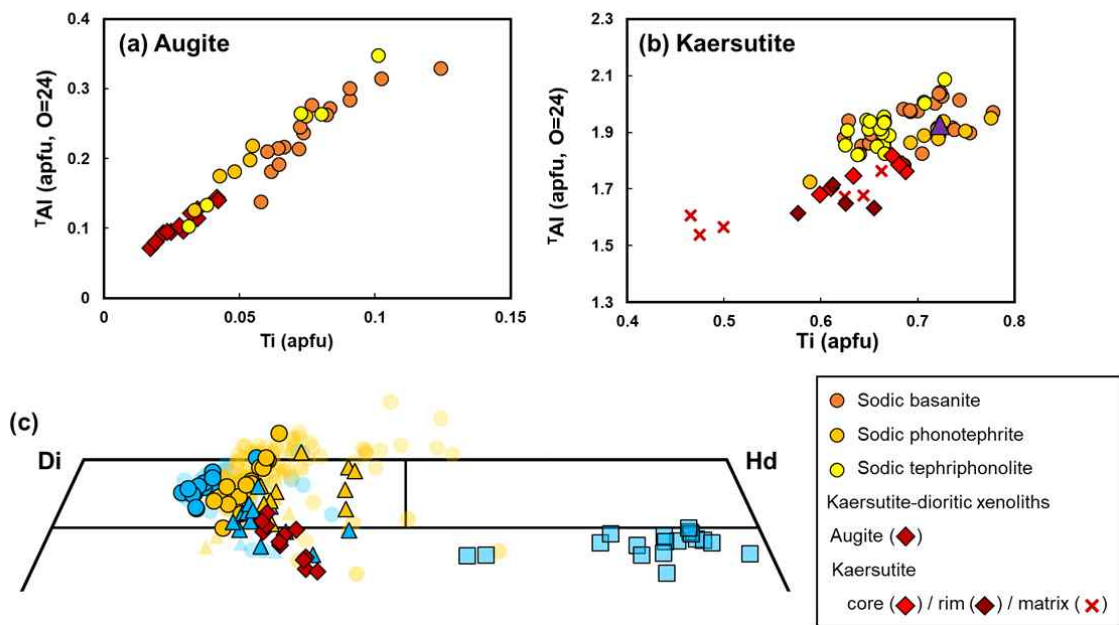 (a) Augite
ᵀAl (apfu, O=24)
0.4
0.3
0.2
0.1
0
0
0.05
0.1
0.15
Ti (apfu)
(b) Kaersutite
ᵀAl (apfu, O=24)
2.3
2.1
1.9
1.7
1.5
1.3
0.4
0.5
0.6
0.7
0.8
Ti (apfu)
(c)
Di
Hd
Sodic basanite
Sodic phonotephrite
Sodic tephriphonolite
Kaersutite-dioritic xenoliths
Augite ( )
Kaersutite
core ( ) / rim ( ) / matrix ( )